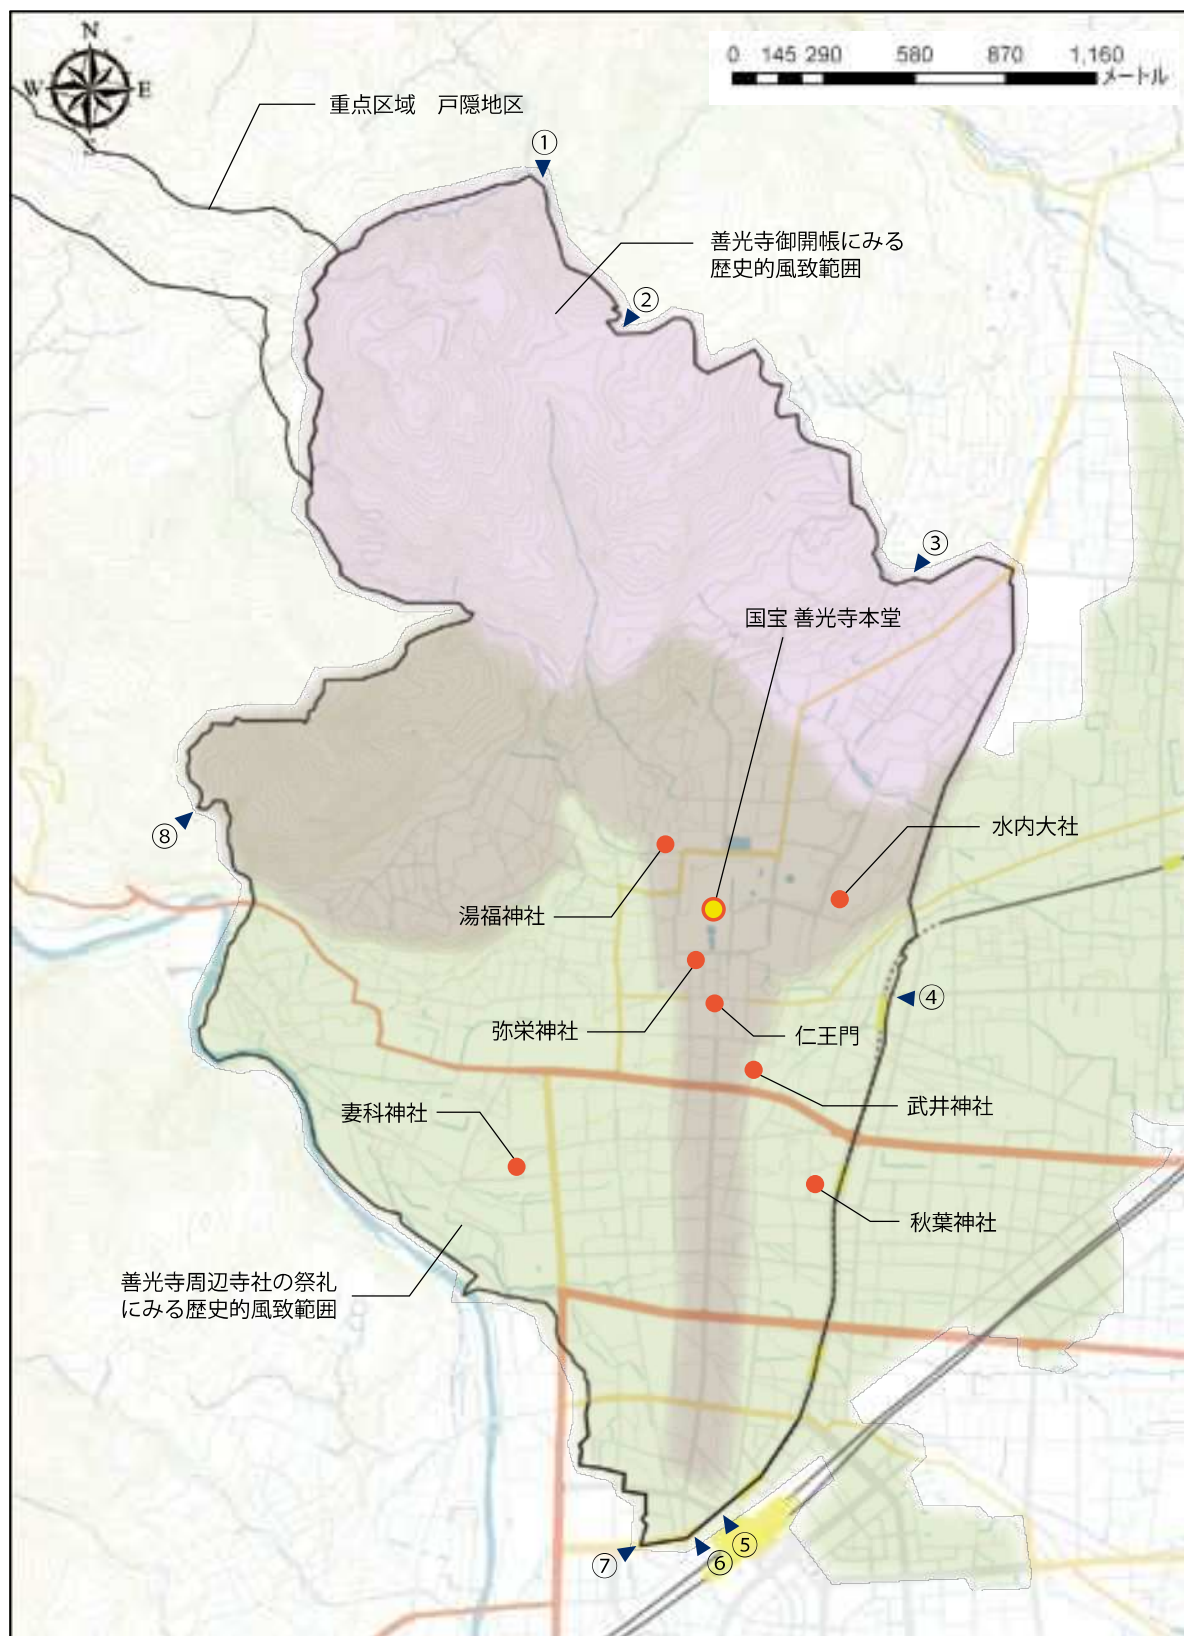 N
W E
S
0 145 290 580 870 1,160
メートル
重点区域　戸隠地区
①
善光寺御開帳にみる
歴史的風致範囲
②
③
国宝 善光寺本堂
水内大社
⑧
湯福神社
④
弥栄神社
仁王門
武井神社
妻科神社
秋葉神社
善光寺周辺寺社の祭礼
にみる歴史的風致範囲
⑤
⑥
⑦